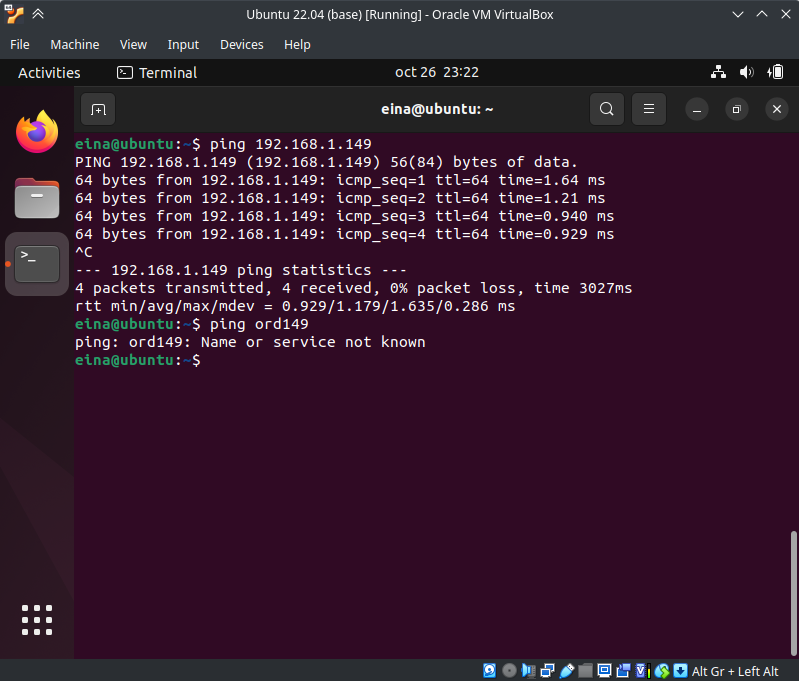 Ubuntu 22.04 (base) [Running] - Oracle VM VirtualBox
File Machine View Input Devices Help
Activities Terminal oct 26 23:22
eina@ubuntu: ~
eina@ubuntu:~$ ping 192.168.1.149
PING 192.168.1.149 (192.168.1.149) 56(84) bytes of data.
64 bytes from 192.168.1.149: icmp_seq=1 ttl=64 time=1.64 ms
64 bytes from 192.168.1.149: icmp_seq=2 ttl=64 time=1.21 ms
64 bytes from 192.168.1.149: icmp_seq=3 ttl=64 time=0.940 ms
64 bytes from 192.168.1.149: icmp_seq=4 ttl=64 time=0.929 ms
^C
--- 192.168.1.149 ping statistics ---
4 packets transmitted, 4 received, 0% packet loss, time 3027ms
rtt min/avg/max/mdev = 0.929/1.179/1.635/0.286 ms
eina@ubuntu:~$ ping ord149
ping: ord149: Name or service not known
eina@ubuntu:~$
Alt Gr + Left Alt